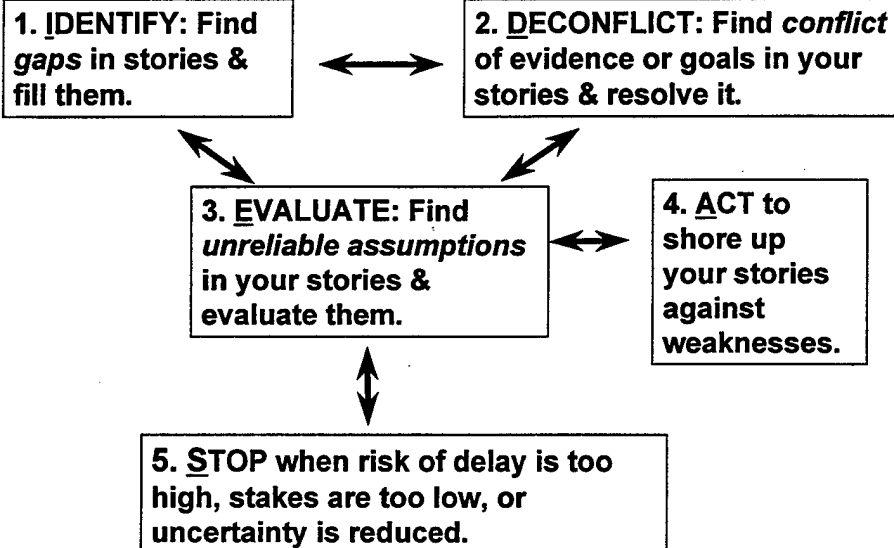 1. IDENTIFY: Find
gaps in stories &
fill them.
2. DECONFLICT: Find conflict
of evidence or goals in your
stories & resolve it.
3. EVALUATE: Find
unreliable assumptions
in your stories &
evaluate them.
4. ACT to
shore up
your stories
against
weaknesses.
5. STOP when risk of delay is too
high, stakes are too low, or
uncertainty is reduced.